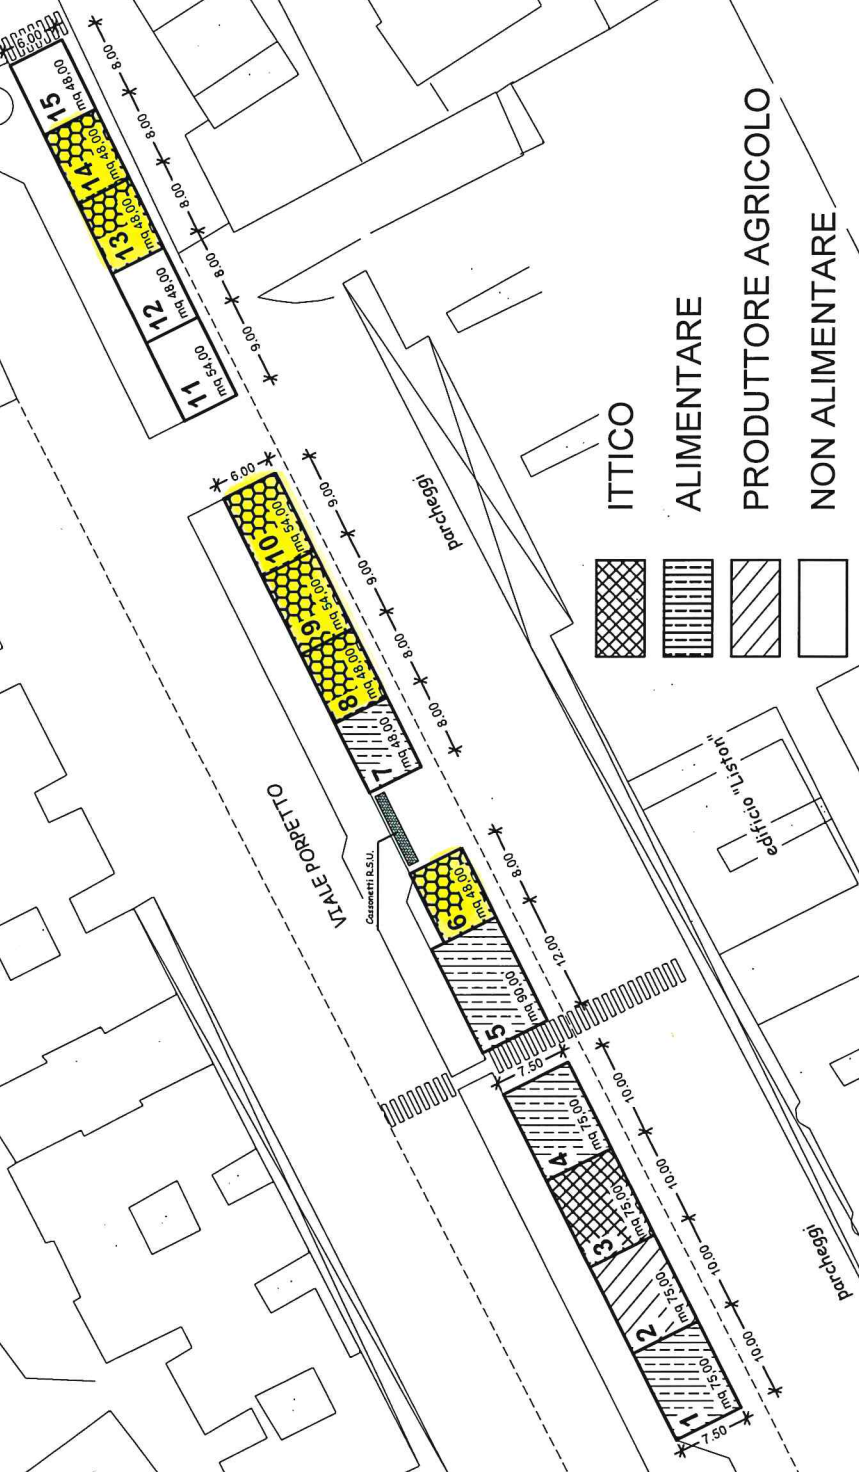 15
mq 48,00
14
mq 48,00
13
mq 48,00
12
mq 48,00
11
mq 54,00
6.00
8.00
8.00
8.00
8.00
9.00
10
mq 54,00
9
mq 54,00
8
mq 48,00
7
mq 48,00
6.00
9.00
9.00
8.00
8.00
VIALE PORPETTO
Cassonetti R.S.U.
6
mq 48,00
5
mq 90,00
8.00
12.00
4
mq 75,00
3
mq 75,00
2
mq 75,00
1
mq 75,00
7.50
10.00
10.00
10.00
10.00
7.50
parcheggi
parcheggi
edificio "Liston"
ITTICO
ALIMENTARE
PRODUTTORE AGRICOLO
NON ALIMENTARE